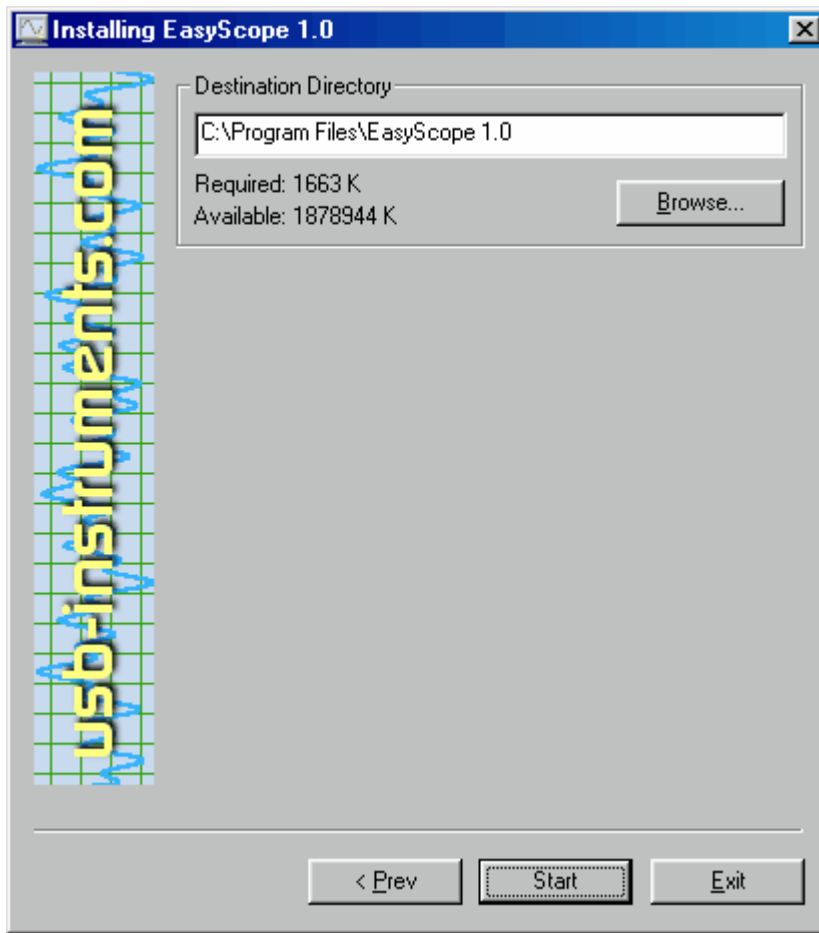 Installing EasyScope 1.0
usb-instruments.com
Destination Directory
C:\Program Files\EasyScope 1.0
Required: 1663 K
Available: 1878944 K
Browse...
< Prev
Start
Exit